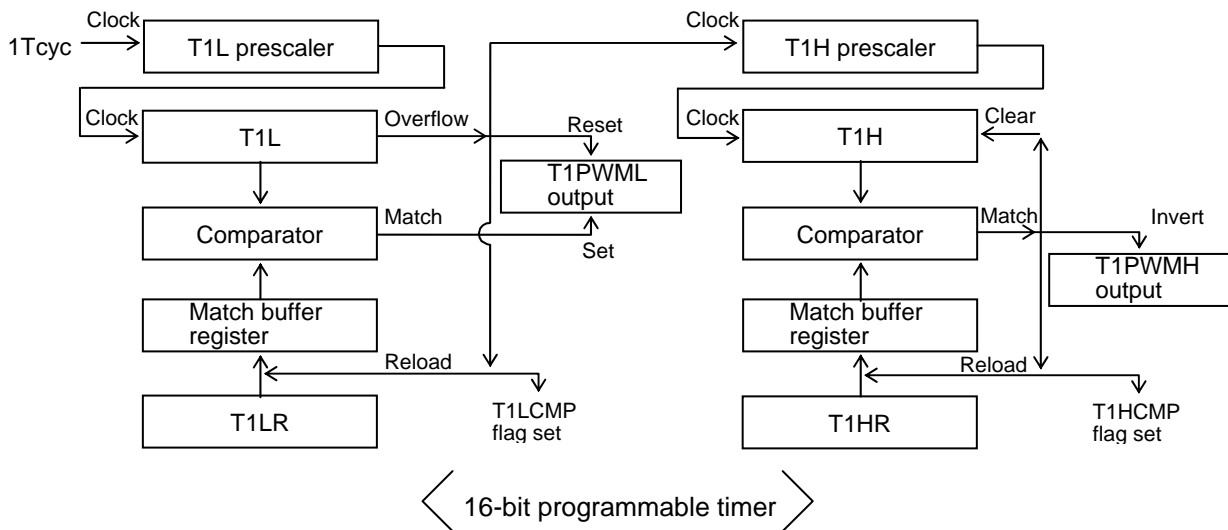 Clock
1Tcyc
T1L prescaler
Clock
T1L
Overflow
Reset
T1PWML
output
Comparator
Match
Set
Match buffer
register
Reload
T1LR
T1LCMP
flag set
Clock
T1H prescaler
Clock
T1H
Clear
Comparator
Match
Invert
T1PWMH
output
Match buffer
register
Reload
T1HR
T1HCMP
flag set
16-bit programmable timer